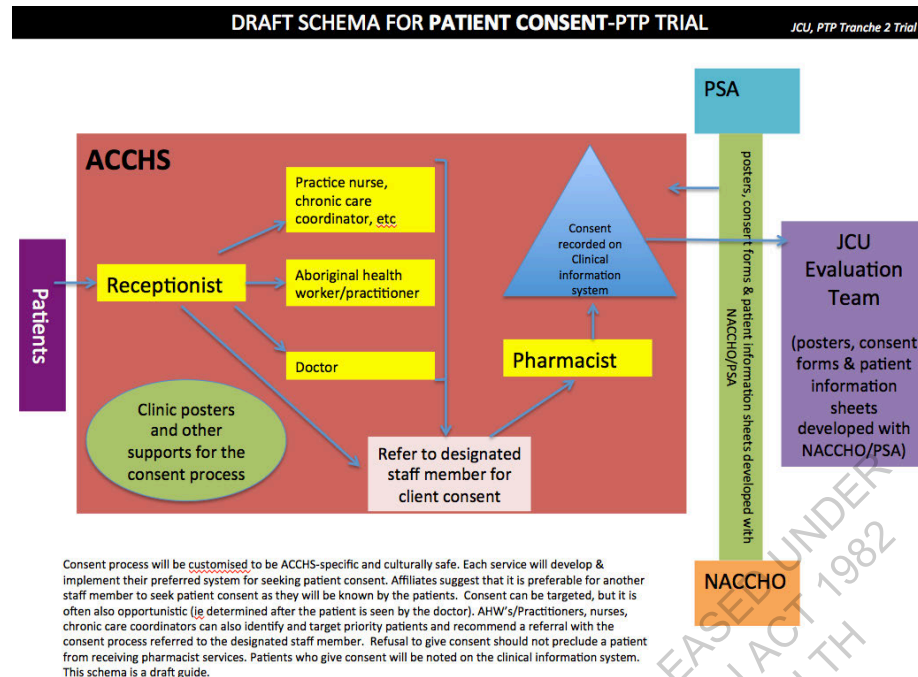 DRAFT SCHEMA FOR PATIENT CONSENT-PTP TRIAL
JCU, PTP Tranche 2 Trial
PSA
ACCHS
Practice nurse,
chronic care
coordinator, etc
Patients
Receptionist
Aboriginal health
worker/practitioner
Doctor
Clinic posters
and other
supports for the
consent process
Refer to designated
staff member for
client consent
Pharmacist
Consent
recorded on
Clinical
information
system
posters, consent forms & patient information sheets developed with
NACCHO/PSA
JCU
Evaluation
Team
(posters, consent
forms & patient
information
sheets
developed with
NACCHO/PSA)
NACCHO
Consent process will be customised to be ACCHS-specific and culturally safe. Each service will develop &
implement their preferred system for seeking patient consent. Affiliates suggest that it is preferable for another
staff member to seek patient consent as they will be known by the patients. Consent can be targeted, but it is
often also opportunistic (ie determined after the patient is seen by the doctor). AHW's/Practitioners, nurses,
chronic care coordinators can also identify and target priority patients and recommend a referral with the
consent process referred to the designated staff member. Refusal to give consent should not preclude a patient
from receiving pharmacist services. Patients who give consent will be noted on the clinical information system.
This schema is a draft guide.
UNDER
ACT 1982